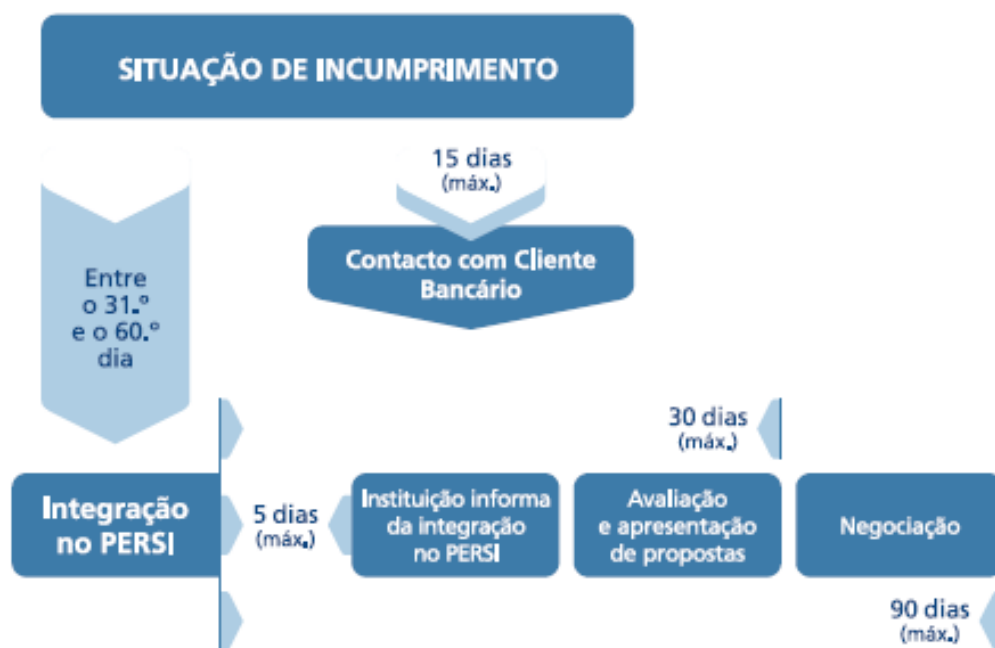 SITUAÇÃO DE INCUMPRIMENTO
15 dias
(máx.)
Contacto com Cliente
Bancário
Entre
o 31.º
e o 60.º
dia
30 dias
(máx.)
Integração
no PERSI
5 dias
(máx.)
Instituição informa
da integração
no PERSI
Avaliação
e apresentação
de propostas
Negociação
90 dias
(máx.)